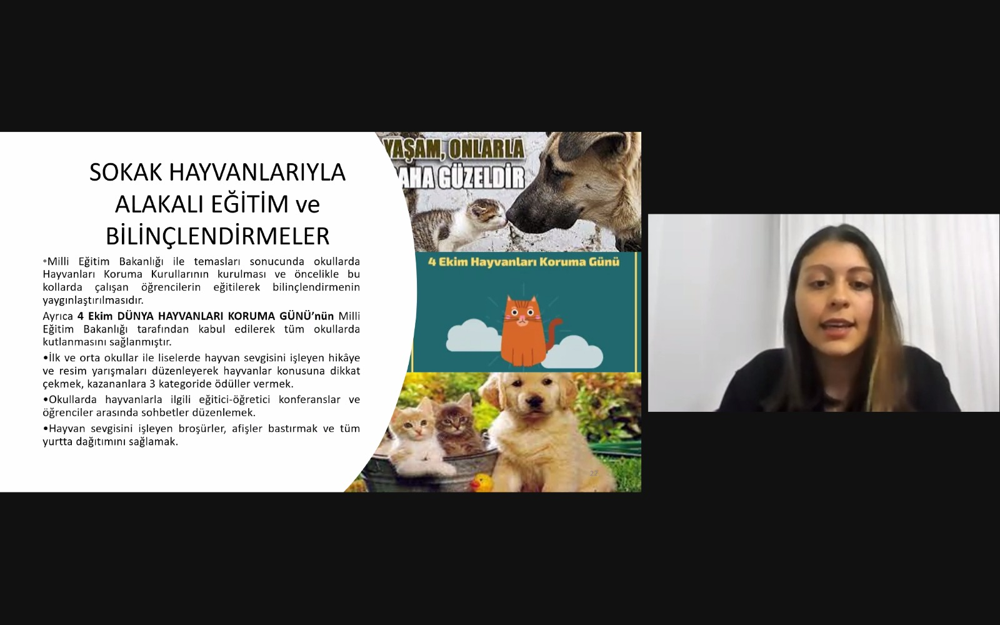 SOKAK HAYVANLARIYLA
ALAKALI EĞİTİM ve
BİLİNÇLENDİRMELER
•Milli Eğitim Bakanlığı ile temasları sonucunda okullarda
Hayvanları Koruma Kurullarının kurulması ve öncelikle bu
kollarda çalışan öğrencilerin eğitilerek bilinçlendirmenin
yaygınlaştırılmasıdır.
Ayrıca 4 Ekim DÜNYA HAYVANLARI KORUMA GÜNÜ’nün Milli
Eğitim Bakanlığı tarafından kabul edilerek tüm okullarda
kutlanmasını sağlanmıştır.
•İlk ve orta okullar ile liselerde hayvan sevgisini işleyen hikâye
ve resim yarışmaları düzenleyerek hayvanlar konusuna dikkat
çekmek, kazananlara 3 kategoride ödüller vermek.
•Okullarda hayvanlarla ilgili eğitici-öğretici konferanslar ve
öğrenciler arasında sohbetler düzenlemek.
•Hayvan sevgisini işleyen broşürler, afişler bastırmak ve tüm
yurtta dağıtımını sağlamak.
YAŞAM, ONLARLA
AHA GÜZELDİR
4 Ekim Hayvanları Koruma Günü
22